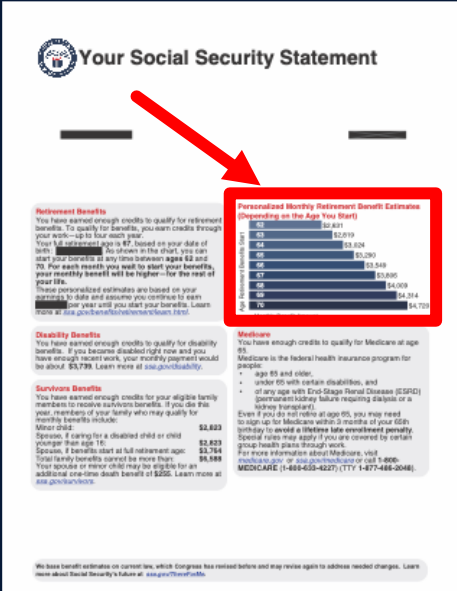 Your Social Security Statement
Retirement Benefits
You have earned enough credits to qualify for retirement
benefits. To qualify for benefits, you earn credits through
your work—up to four each year.
Your full retirement age is 67, based on your date of
birth: As shown in the chart, you can
start your benefits at any time between ages 62 and
70. For each month you wait to start your benefits,
your monthly benefit will be higher—for the rest of
your life.
These personalized estimates are based on your
earnings to date and assume you continue to earn
per year until you start your benefits. Learn
more at ssa.gov/benefits/retirement/learn.html.
Personalized Monthly Retirement Benefit Estimates
(Depending on the Age You Start)
Age Retirement Benefits Start
62
63 $2,819
64 $3,024
65 $3,290
66 $3,549
67
68 $4,008
69 $4,314
70 $4,723
Disability Benefits
You have earned enough credits to qualify for disability
benefits. If you became disabled right now and you
have enough recent work, your monthly payment would
be about $3,739. Learn more at ssa.gov/disability.
Survivors Benefits
You have earned enough credits for your eligible family
members to receive survivors benefits. If you die this
year, members of your family who may qualify for
monthly benefits include:
Minor child: $2,823
Spouse, if caring for a disabled child or child
younger than age 16: $2,823
Spouse, if benefits start at full retirement age: $3,764
Total family benefits cannot be more than: $6,588
Your spouse or minor child may be eligible for an
additional one-time death benefit of $255. Learn more at
ssa.gov/survivors.
Medicare
You have enough credits to qualify for Medicare at age
65.
Medicare is the federal health insurance program for
people:
• age 65 and older,
• under 65 with certain disabilities, and
• of any age with End-Stage Renal Disease (ESRD)
(permanent kidney failure requiring dialysis or a
kidney transplant).
Even if you do not retire at age 65, you may need
to sign up for Medicare within 3 months of your 65th
birthday to avoid a lifetime late enrollment penalty.
Special rules may apply if you are covered by certain
group health plans through work.
For more information about Medicare, visit
medicare.gov or ssa.gov/medicare or call 1-800-
MEDICARE (1-800-633-4227) (TTY 1-877-486-2048).
We base benefit estimates on current law, which Congress has revised before and may revise again to address needed changes. Learn
more about Social Security's future at ssa.gov/ThereForMe.